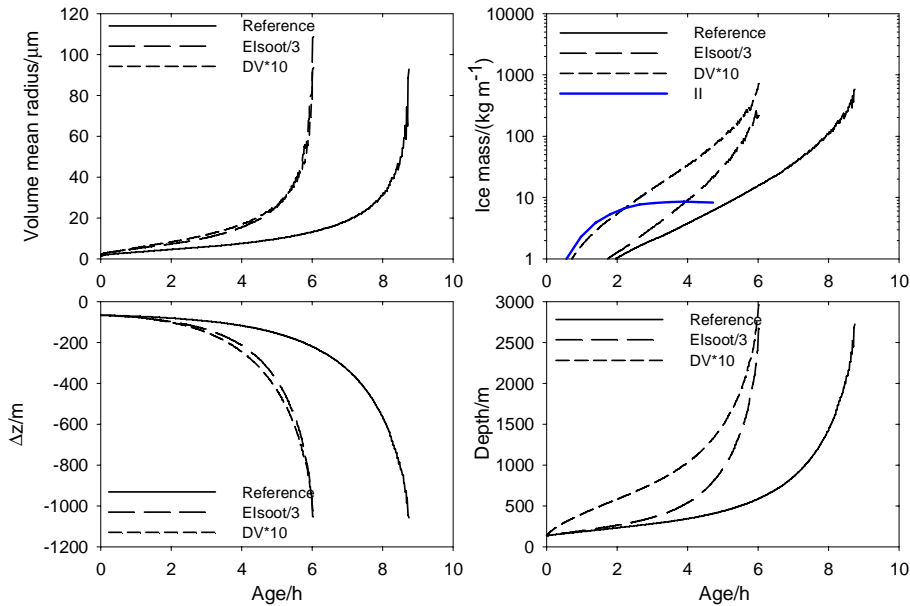 Volume mean radius/μm
120
100
80
60
40
20
0
0 2 4 6 8 10
Reference
EIsoot/3
DV*10
Ice mass/(kg m⁻¹)
10000
1000
100
10
1
0 2 4 6 8 10
Reference
EIsoot/3
DV*10
II
Δz/m
0
-200
-400
-600
-800
-1000
-1200
0 2 4 6 8 10
Age/h
Reference
EIsoot/3
DV*10
Depth/m
3000
2500
2000
1500
1000
500
0
0 2 4 6 8 10
Age/h
Reference
EIsoot/3
DV*10